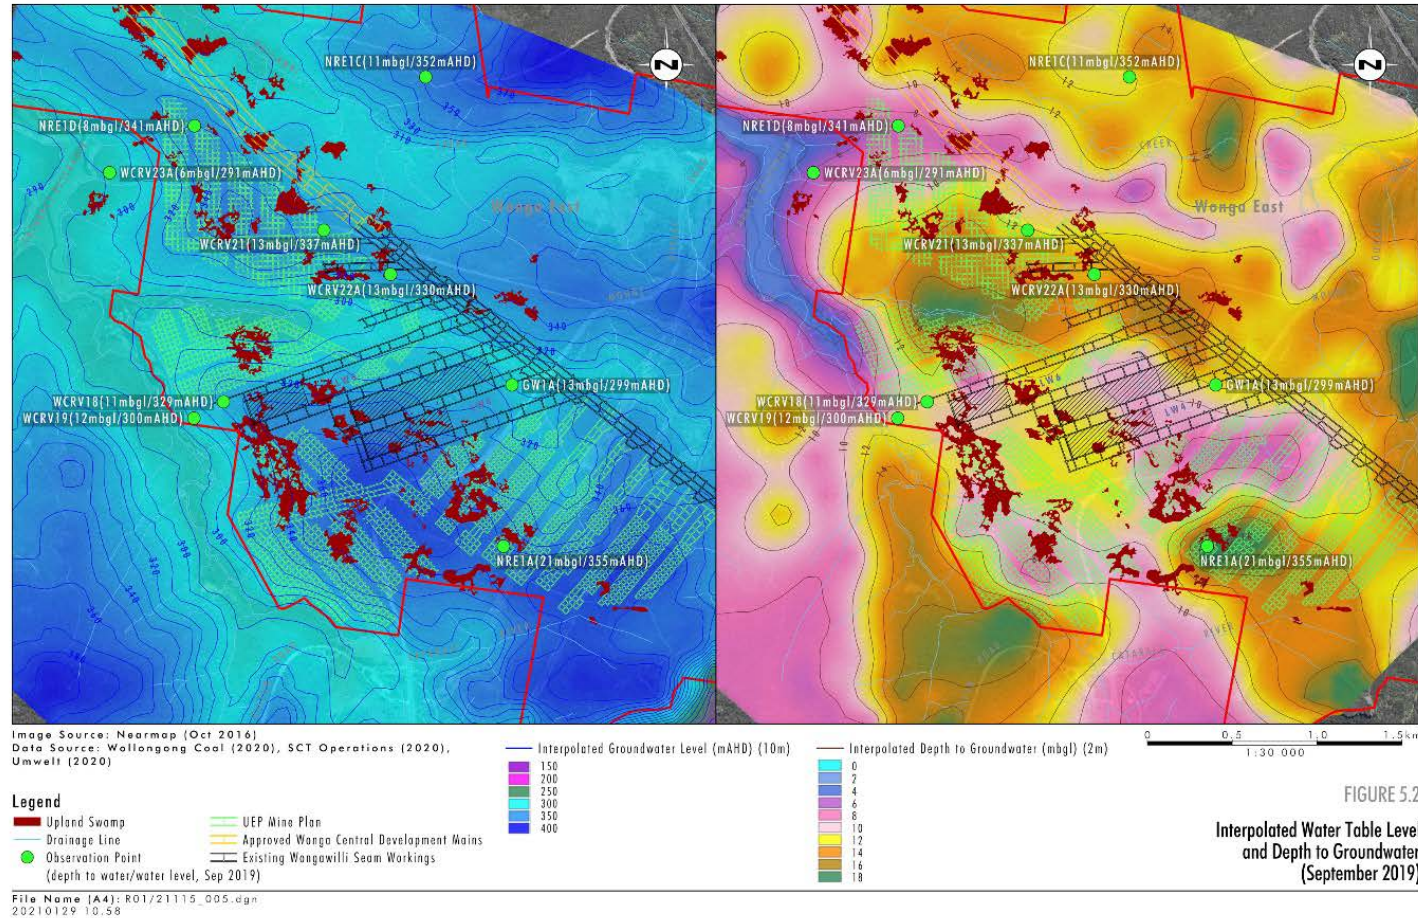 NRE1C(11mbgl/352mAHD)
NRE1D(8mbgl/341mAHD)
WCRV23A(6mbgl/291mAHD)
Wonga East
WCRV21(13mbgl/337mAHD)
WCRV22A(13mbgl/330mAHD)
GW1A(13mbgl/299mAHD)
WCRV18(11mbgl/329mAHD)
WCRV19(12mbgl/300mAHD)
NRE1A(21mbgl/355mAHD)
N
NRE1C(11mbgl/352mAHD)
NRE1D(8mbgl/341mAHD)
CREEK
WCRV23A(6mbgl/291mAHD)
Wonga East
WCRV21(13mbgl/337mAHD)
WCRV22A(13mbgl/330mAHD)
GW1A(13mbgl/299mAHD)
LW6
WCRV18(11mbgl/329mAHD)
LW4
WCRV19(12mbgl/300mAHD)
NRE1A(21mbgl/355mAHD)
RIVER
CATARACT
N
Image Source: Nearmap (Oct 2016)
Data Source: Wollongong Coal (2020), SCT Operations (2020),
Umwelt (2020)
Legend
Upland Swamp
Drainage Line
Observation Point
(depth to water/water level, Sep 2019)
UEP Mine Plan
Approved Wonga Central Development Mains
Existing Wongawilli Seam Workings
Interpolated Groundwater Level (mAHD) (10m)
150
200
250
300
350
400
Interpolated Depth to Groundwater (mbgl) (2m)
0
2
4
6
8
10
12
14
16
18
0 0.5 1.0 1.5km
1:30 000
FIGURE 5.2
Interpolated Water Table Level
and Depth to Groundwater
(September 2019)
File Name (A4): R01/21115_005.dgn
20210129 10.58